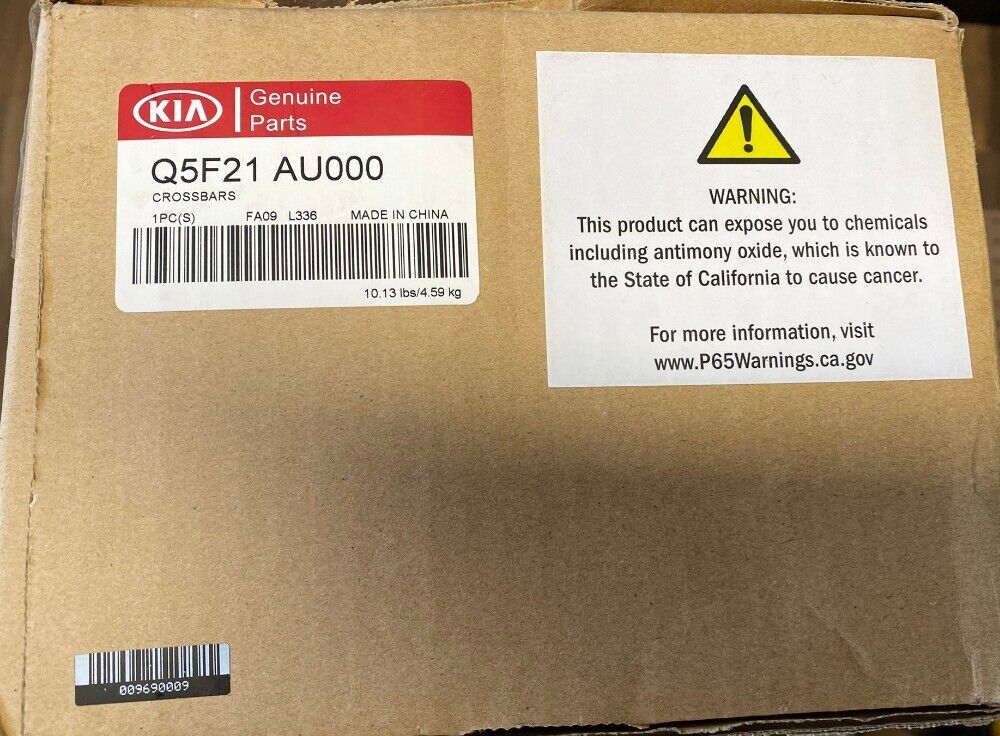 KIA
Genuine
Parts
Q5F21 AU000
CROSSBARS
1PC(S) FA09 L336 MADE IN CHINA
10.13 lbs/4.59 kg
WARNING:
This product can expose you to chemicals
including antimony oxide, which is known to
the State of California to cause cancer.
For more information, visit
www.P65Warnings.ca.gov
009690009